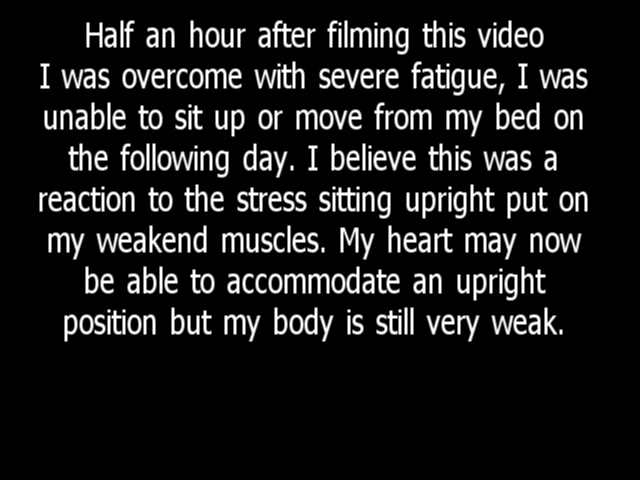 Half an hour after filming this video
I was overcome with severe fatigue, I was
unable to sit up or move from my bed on
the following day. I believe this was a
reaction to the stress sitting upright put on
my weakend muscles. My heart may now
be able to accommodate an upright
position but my body is still very weak.